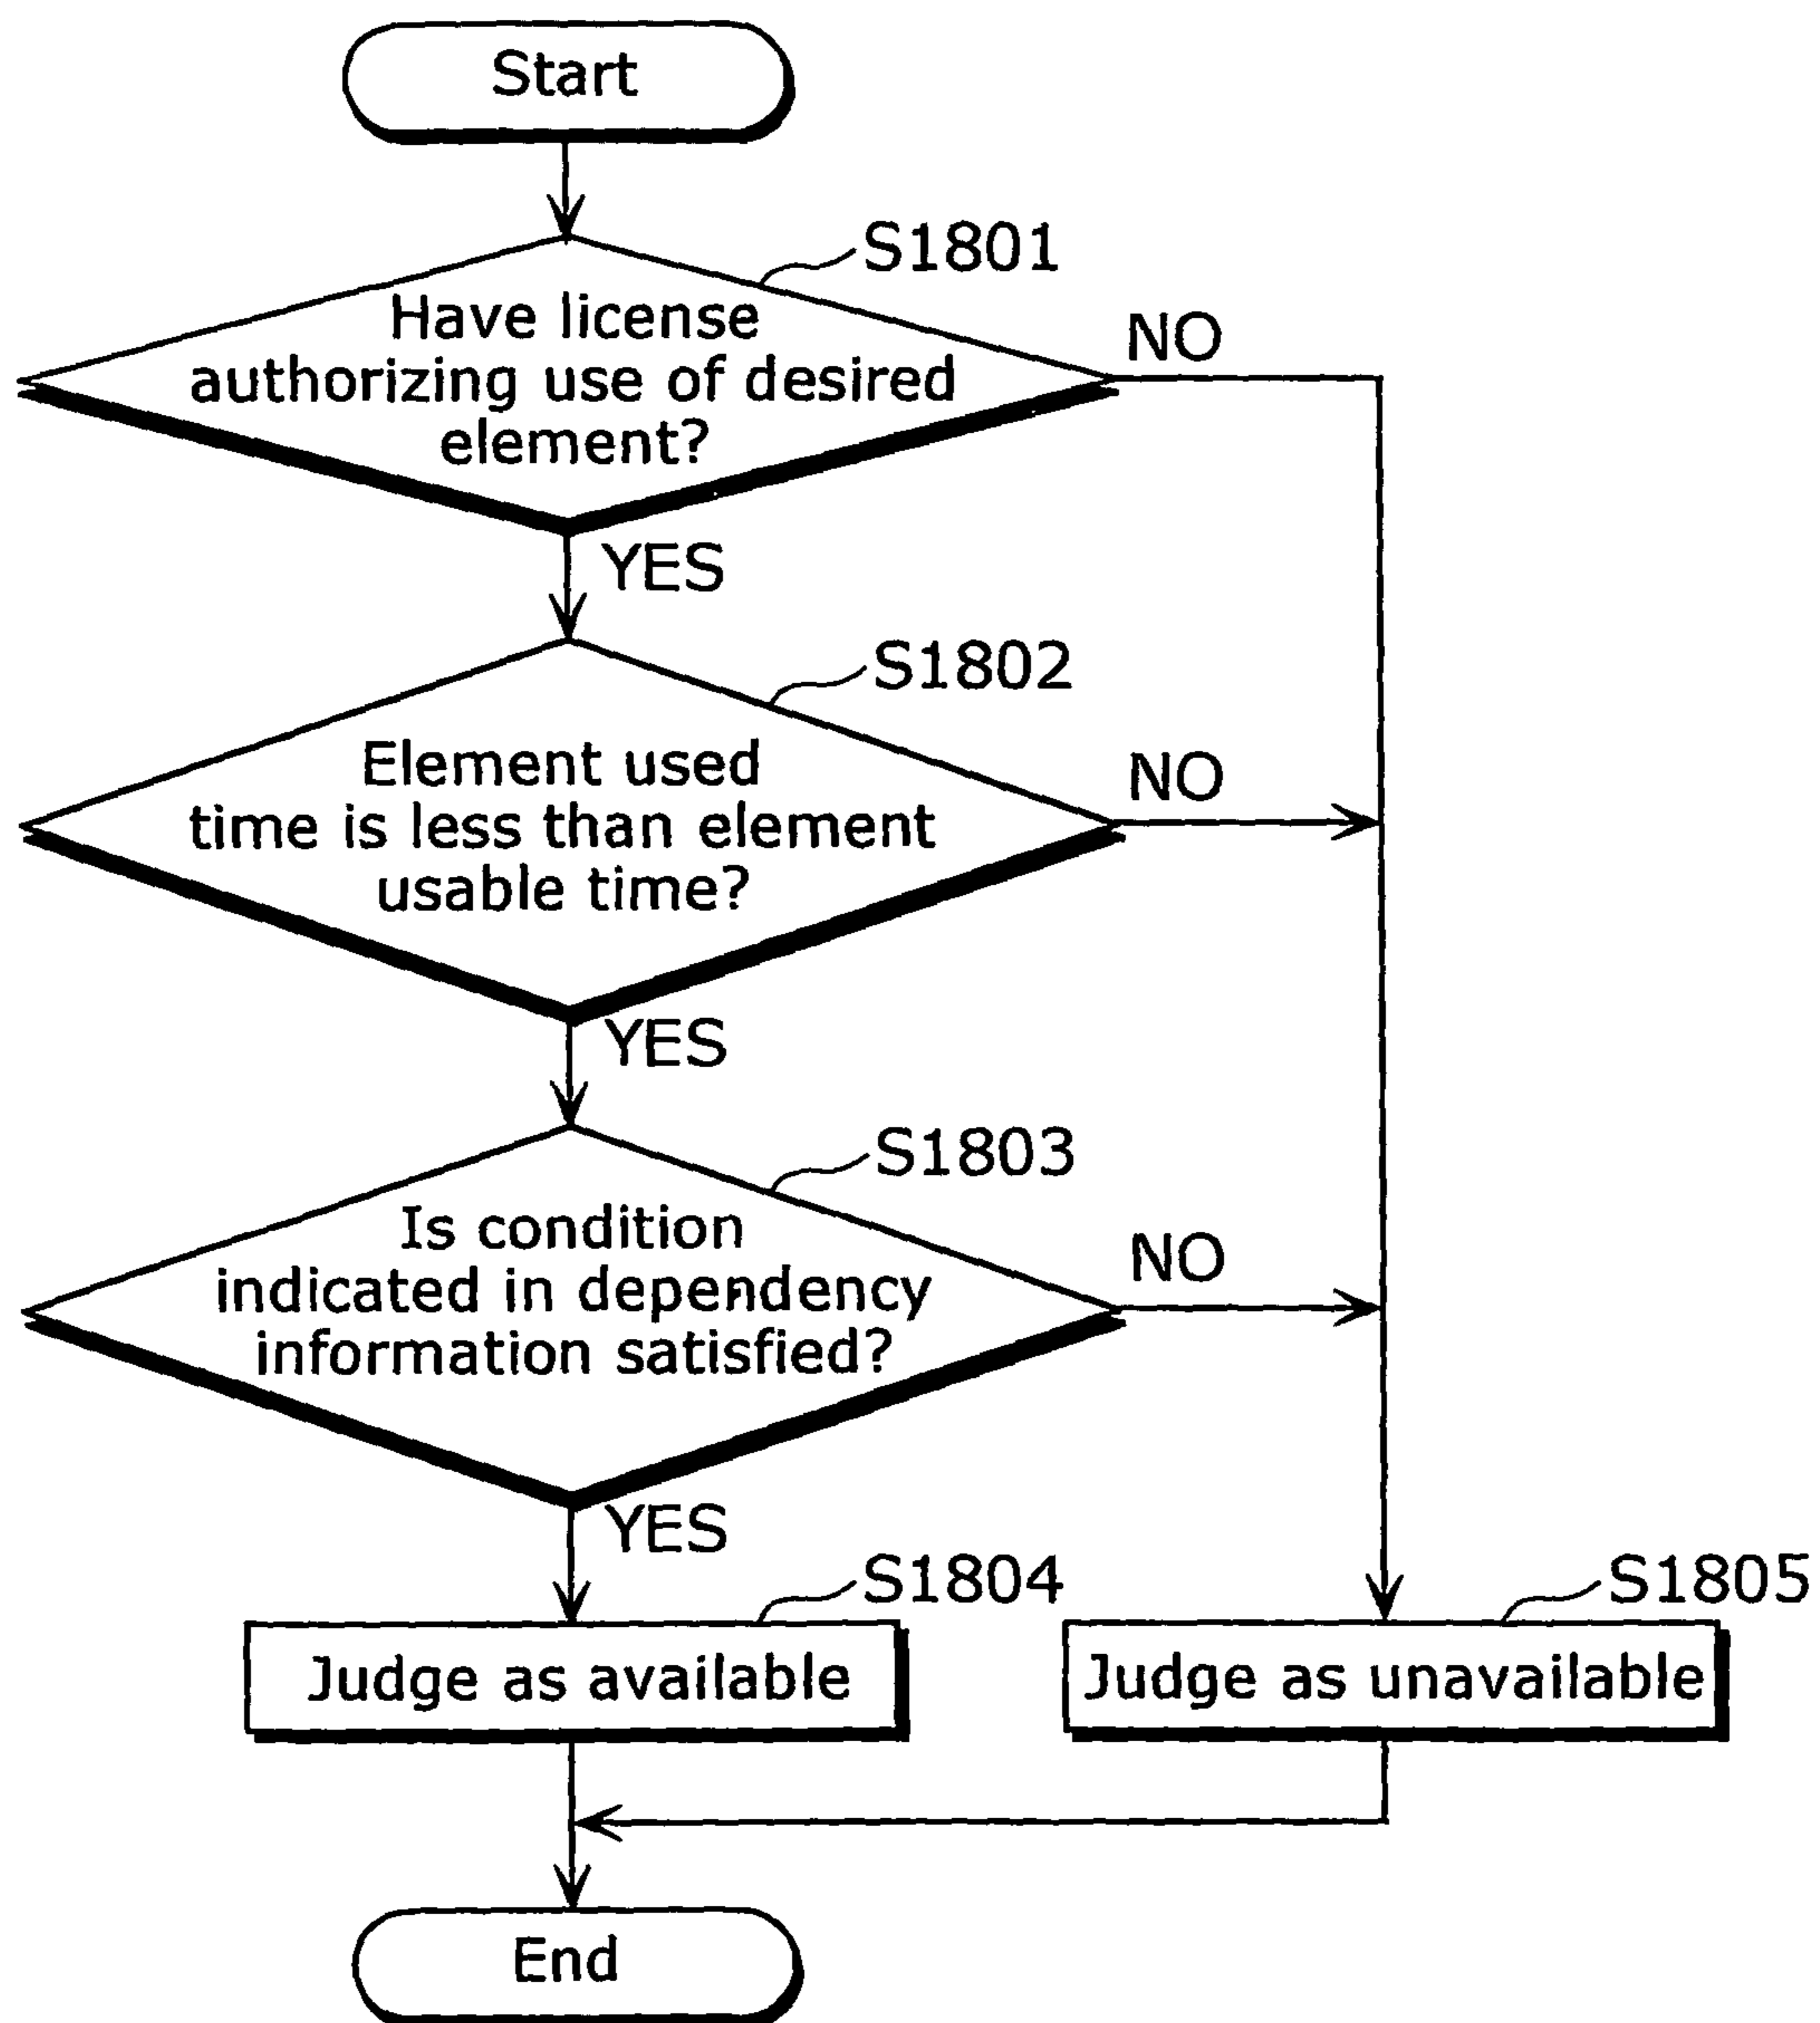 Start
S1801
Have license
authorizing use of desired
element?
NO
YES
S1802
Element used
time is less than element
usable time?
NO
YES
S1803
Is condition
indicated in dependency
information satisfied?
NO
YES
S1804
Judge as available
S1805
Judge as unavailable
End